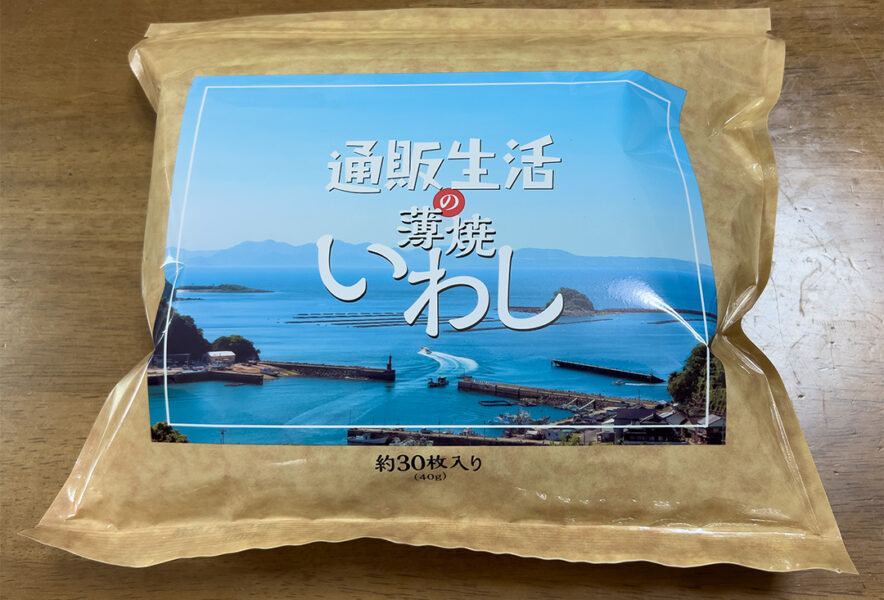 通販生活
の
薄焼
いわし
約30枚入り
(40g)